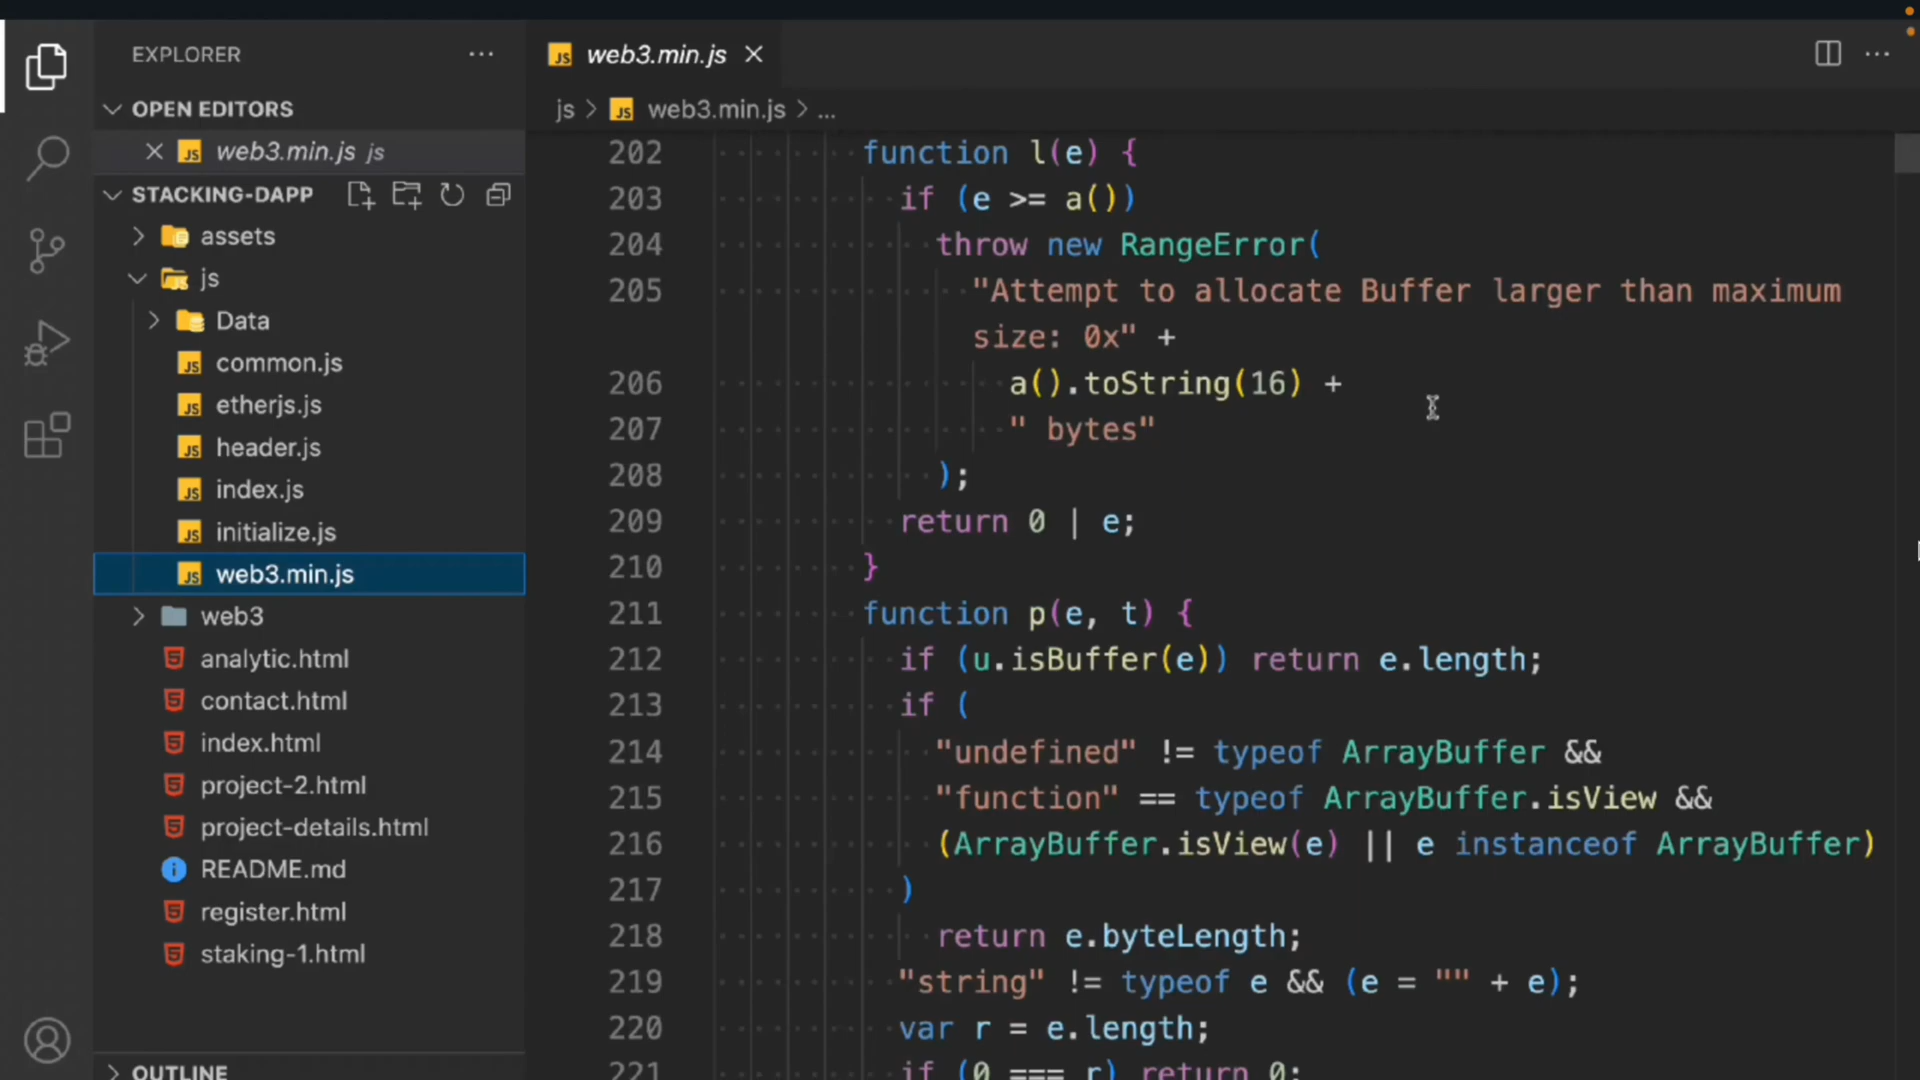 EXPLORER
OPEN EDITORS
web3.min.js js
STACKING-DAPP
assets
js
Data
common.js
etherjs.js
header.js
index.js
initialize.js
web3.min.js
web3
analytic.html
contact.html
index.html
project-2.html
project-details.html
README.md
register.html
staking-1.html
OUTLINE
web3.min.js
js > web3.min.js > ...
202 function l(e) {
203 if (e >= a())
204 throw new RangeError(
205 "Attempt to allocate Buffer larger than maximum
size: 0x" +
206 a().toString(16) +
207 " bytes"
208 );
209 return 0 | e;
210 }
211 function p(e, t) {
212 if (u.isBuffer(e)) return e.length;
213 if (
214 "undefined" != typeof ArrayBuffer &&
215 "function" == typeof ArrayBuffer.isView &&
216 (ArrayBuffer.isView(e) || e instanceof ArrayBuffer)
217 )
218 return e.byteLength;
219 "string" != typeof e && (e = "" + e);
220 var r = e.length;
221 if (0 === r) return 0;